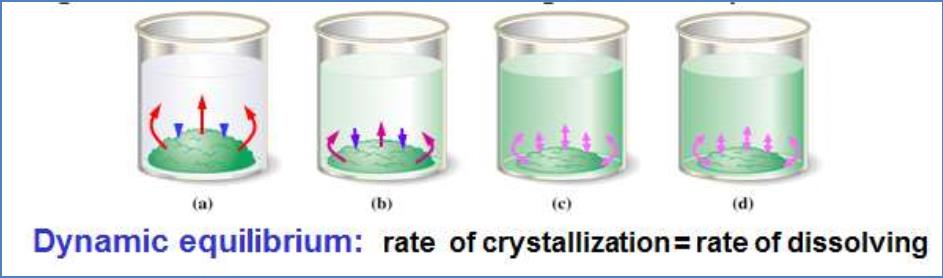 (a) (b) (c) (d)
Dynamic equilibrium: rate of crystallization = rate of dissolving